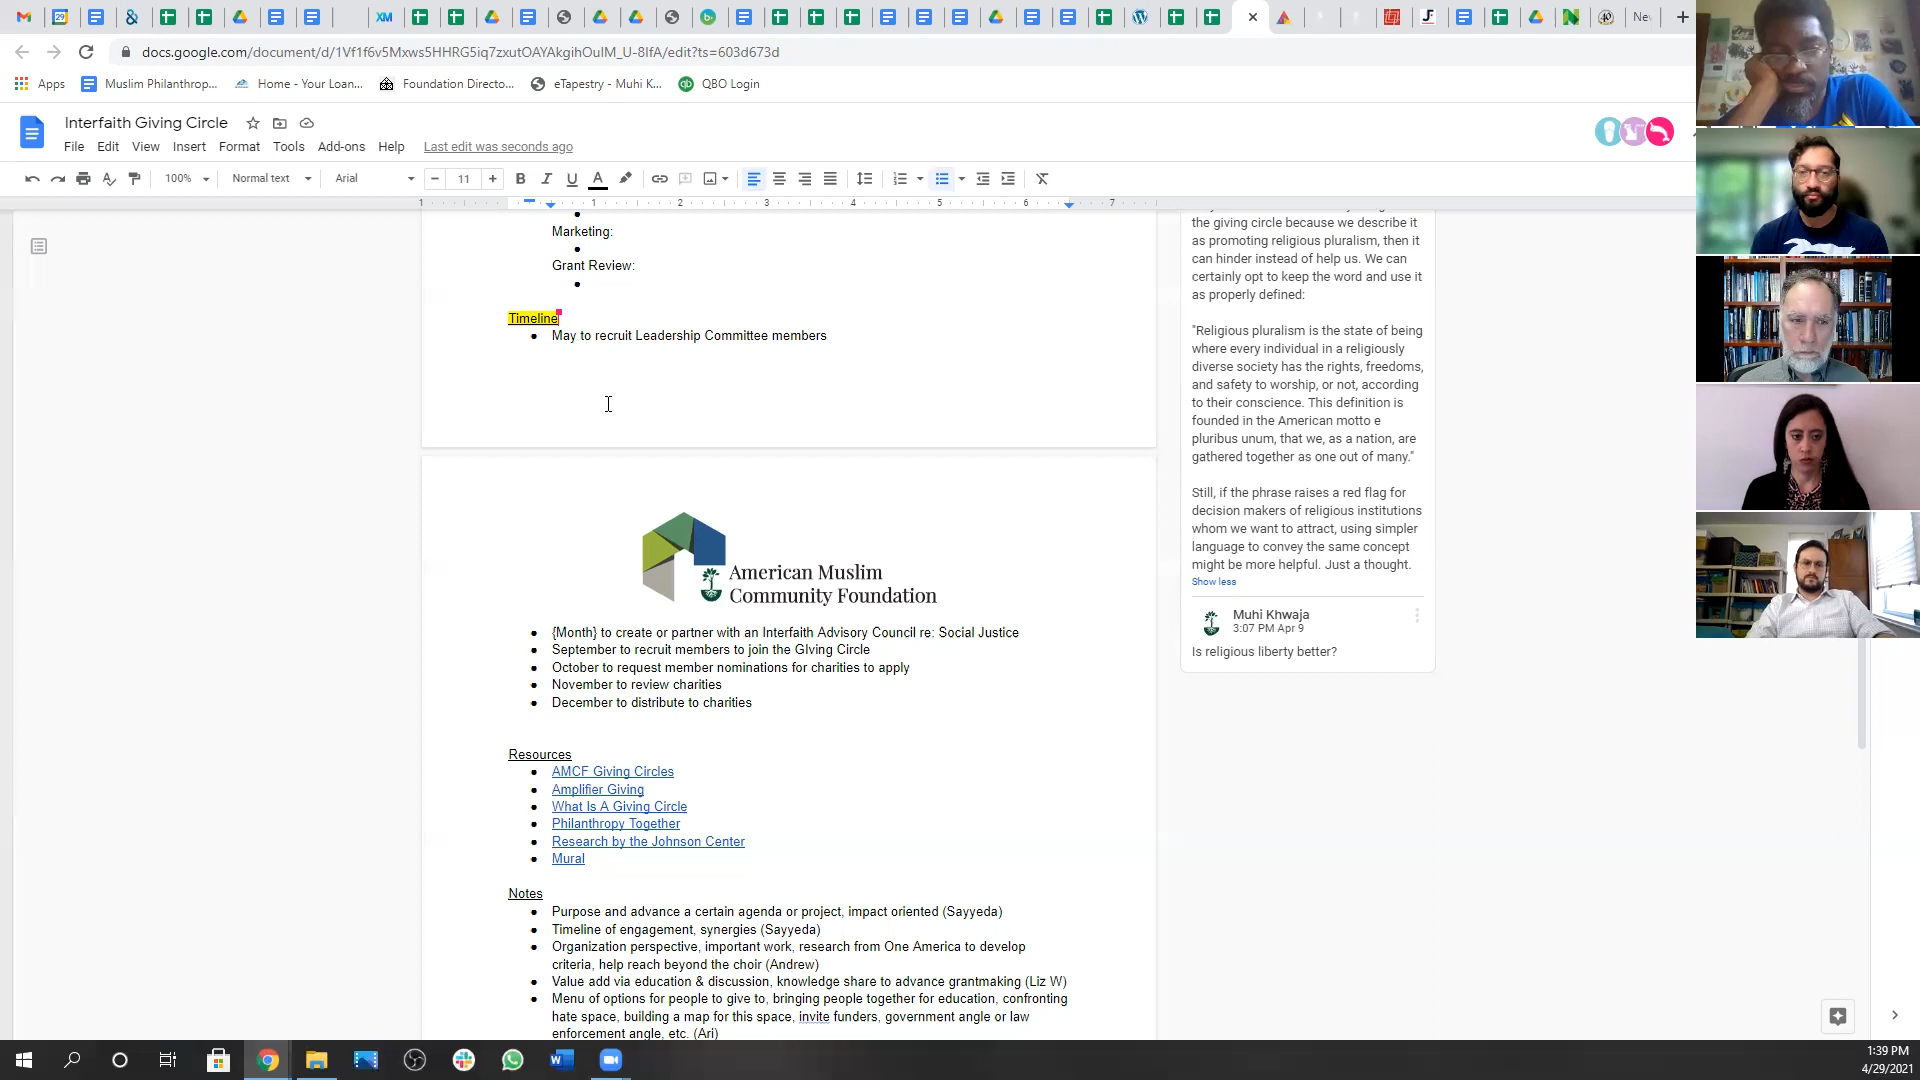 29
XM
&
b
JF
N
40
docs.google.com/document/d/1Vf1f6v5Mxws5HHRG5iq7zxutOAYAkgihOuIM_U-8IfA/edit?ts=603d673d
Apps
Muslim Philanthrop...
Home - Your Loan...
Foundation Directo...
eTapestry - Muhi K...
QBO Login
Interfaith Giving Circle
File Edit View Insert Format Tools Add-ons Help Last edit was seconds ago
100% Normal text Arial 11 B I U A
1 1 2 3 4 5 6 7
Marketing:
Grant Review:
Timeline
● May to recruit Leadership Committee members
American Muslim
Community Foundation
● {Month} to create or partner with an Interfaith Advisory Council re: Social Justice
● September to recruit members to join the GIving Circle
● October to request member nominations for charities to apply
● November to review charities
● December to distribute to charities
Resources
● AMCF Giving Circles
● Amplifier Giving
● What Is A Giving Circle
● Philanthropy Together
● Research by the Johnson Center
● Mural
Notes
● Purpose and advance a certain agenda or project, impact oriented (Sayyeda)
● Timeline of engagement, synergies (Sayyeda)
● Organization perspective, important work, research from One America to develop
criteria, help reach beyond the choir (Andrew)
● Value add via education & discussion, knowledge share to advance grantmaking (Liz W)
● Menu of options for people to give to, bringing people together for education, confronting
hate space, building a map for this space, invite funders, government angle or law
enforcement angle, etc. (Ari)
the giving circle because we describe it
as promoting religious pluralism, then it
can hinder instead of help us. We can
certainly opt to keep the word and use it
as properly defined:
"Religious pluralism is the state of being
where every individual in a religiously
diverse society has the rights, freedoms,
and safety to worship, or not, according
to their conscience. This definition is
founded in the American motto e
pluribus unum, that we, as a nation, are
gathered together as one out of many."
Still, if the phrase raises a red flag for
decision makers of religious institutions
whom we want to attract, using simpler
language to convey the same concept
might be more helpful. Just a thought.
Show less
Muhi Khwaja
3:07 PM Apr 9
Is religious liberty better?
1:39 PM
4/29/2021